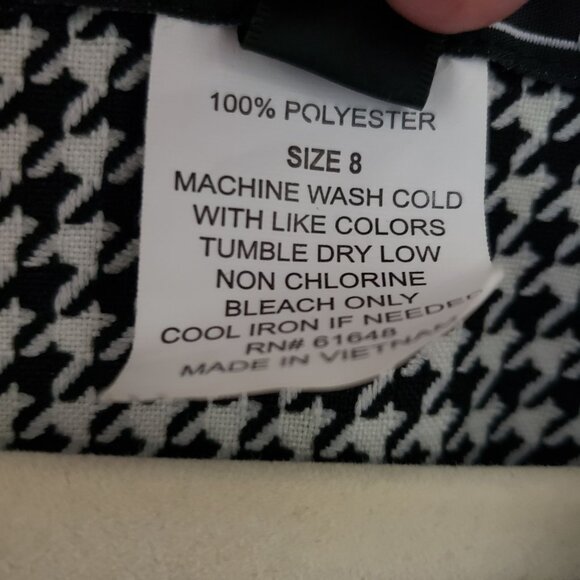 100% POLYESTER
SIZE 8
MACHINE WASH COLD
WITH LIKE COLORS
TUMBLE DRY LOW
NON CHLORINE
BLEACH ONLY
COOL IRON IF NEEDED
RN# 61648
MADE IN VIETNAM